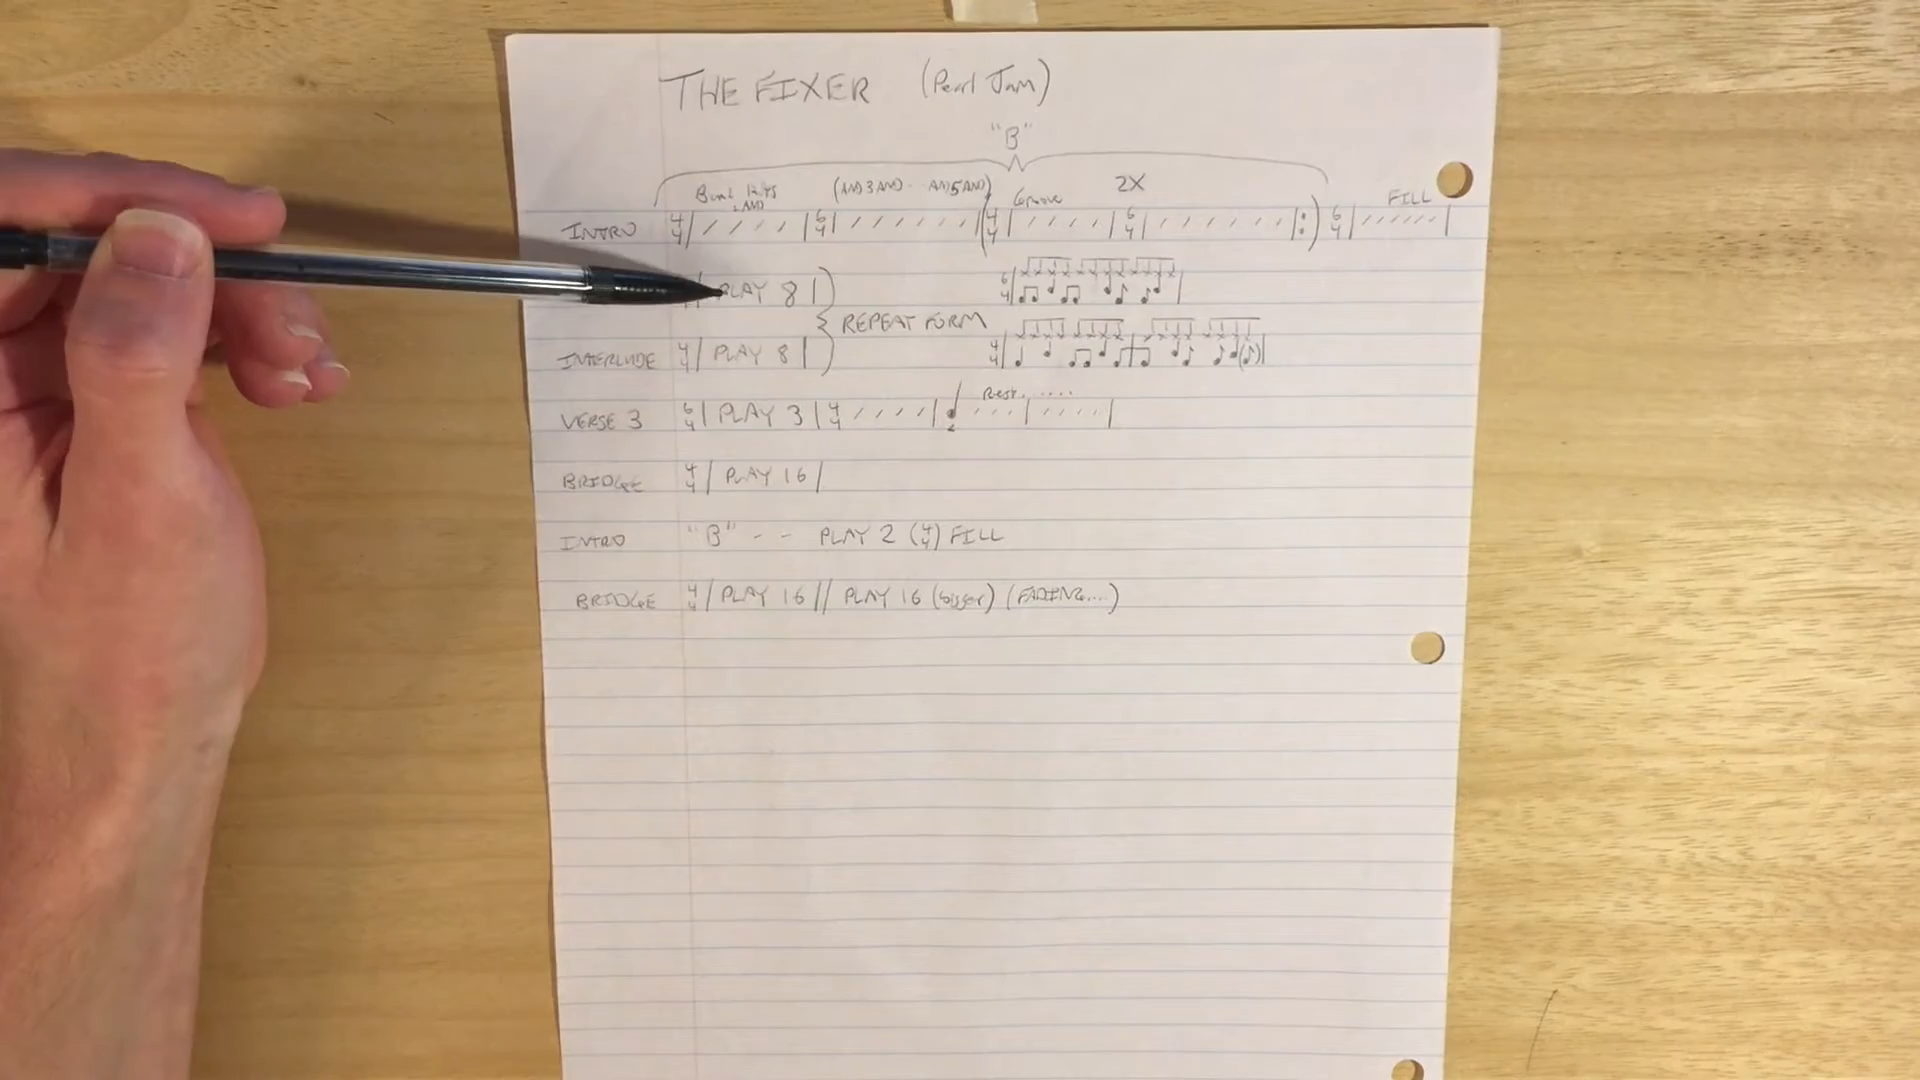 THE FIXER (Pearl Jam)
"B"
(AND 3 AND - - AND 5 AND) Groove 2X FILL
INTRO 4/4 | / / / / | 6/4 | / / / / / / | ( 4/4 | / / / / | 6/4 | / / / / / / | : ) 6/4 | / / / / / / |
| PLAY 8 |
REPEAT FORM
INTERLUDE 4/4 | PLAY 8 |
Rest.....
VERSE 3 6/4 | PLAY 3 | 4/4 / / / / | / / / | / / / / |
BRIDGE 4/4 | PLAY 16 |
INTRO "B" - - PLAY 2 (4/4) FILL
BRIDGE 4/4 | PLAY 16 || PLAY 16 (bigger) (FADING....)